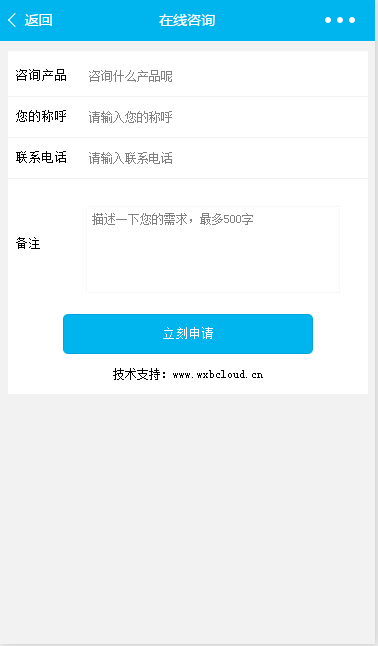 返回 在线咨询
咨询产品 咨询什么产品呢
您的称呼 请输入您的称呼
联系电话 请输入联系电话
描述一下您的需求，最多500字
备注
立刻申请
技术支持：www.wxbcloud.cn